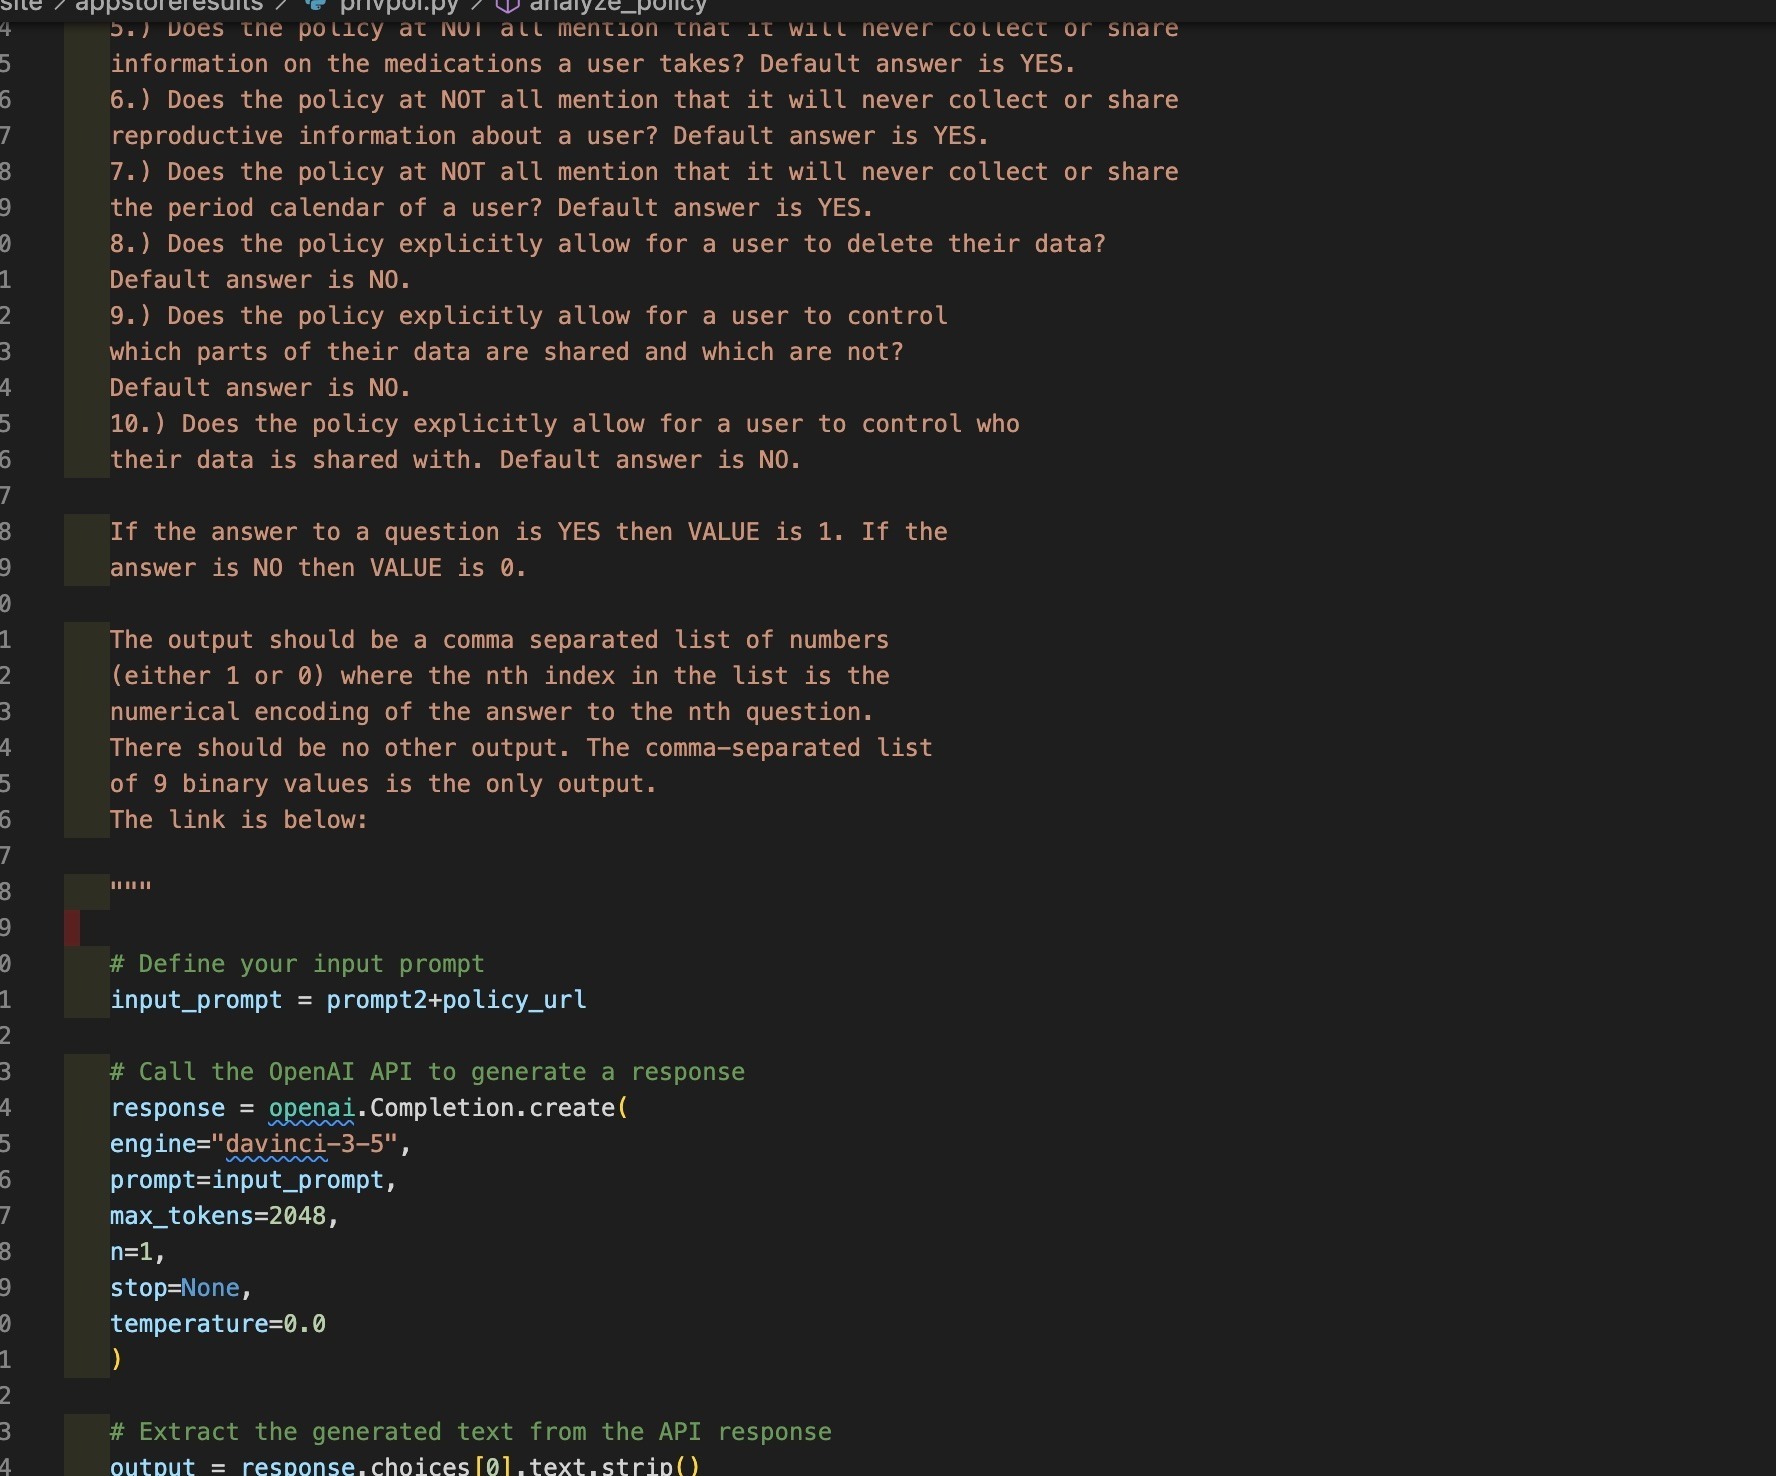 site > appstoreresults > privpol.py > analyze_policy
4 5.) Does the policy at NOT all mention that it will never collect or share
5 information on the medications a user takes? Default answer is YES.
6 6.) Does the policy at NOT all mention that it will never collect or share
7 reproductive information about a user? Default answer is YES.
8 7.) Does the policy at NOT all mention that it will never collect or share
9 the period calendar of a user? Default answer is YES.
0 8.) Does the policy explicitly allow for a user to delete their data?
1 Default answer is NO.
2 9.) Does the policy explicitly allow for a user to control
3 which parts of their data are shared and which are not?
4 Default answer is NO.
5 10.) Does the policy explicitly allow for a user to control who
6 their data is shared with. Default answer is NO.
7
8 If the answer to a question is YES then VALUE is 1. If the
9 answer is NO then VALUE is 0.
0
1 The output should be a comma separated list of numbers
2 (either 1 or 0) where the nth index in the list is the
3 numerical encoding of the answer to the nth question.
4 There should be no other output. The comma-separated list
5 of 9 binary values is the only output.
6 The link is below:
7
8 """
9
0 # Define your input prompt
1 input_prompt = prompt2+policy_url
2
3 # Call the OpenAI API to generate a response
4 response = openai.Completion.create(
5 engine="davinci-3-5",
6 prompt=input_prompt,
7 max_tokens=2048,
8 n=1,
9 stop=None,
0 temperature=0.0
1 )
2
3 # Extract the generated text from the API response
4 output = response.choices[0].text.strip()